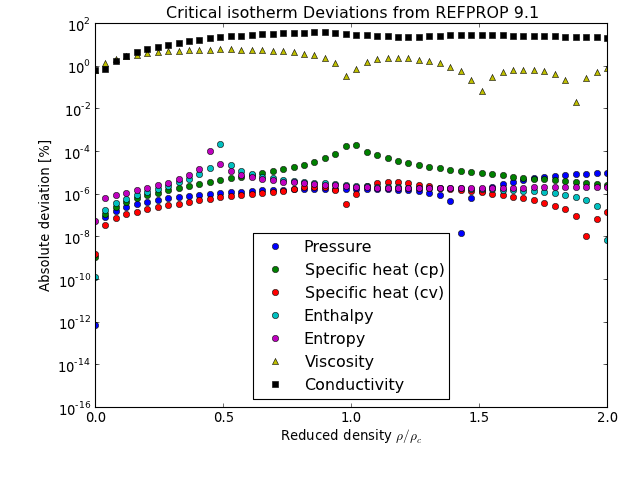 Critical isotherm Deviations from REFPROP 9.1
Absolute deviation [%]
10^2
10^0
10^-2
10^-4
10^-6
10^-8
10^-10
10^-12
10^-14
10^-16
Pressure
Specific heat (cp)
Specific heat (cv)
Enthalpy
Entropy
Viscosity
Conductivity
0.0 0.5 1.0 1.5 2.0
Reduced density ρ/ρ_c